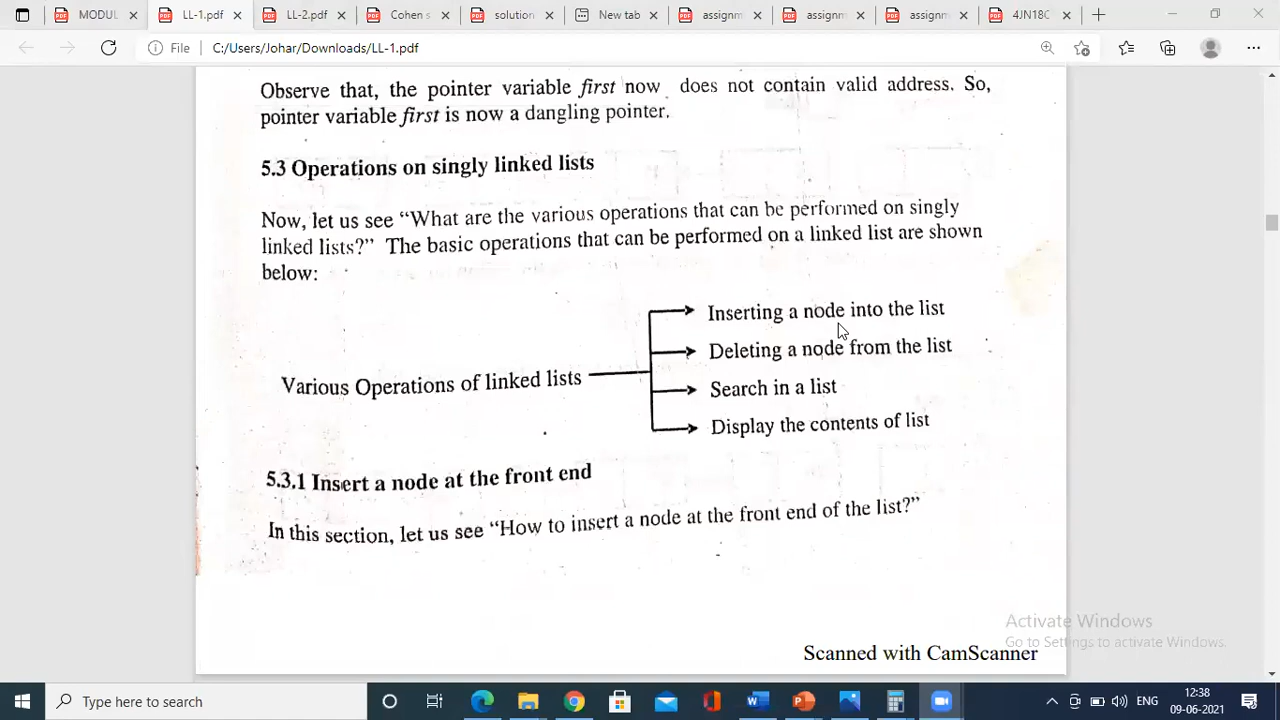 MODUL
LL-1.pdf
LL-2.pdf
Cohen s
solution
New tab
assignm
assignm
assignm
4JN18C
File
C:/Users/Johar/Downloads/LL-1.pdf
Observe that, the pointer variable first now does not contain valid address. So,
pointer variable first is now a dangling pointer.
5.3 Operations on singly linked lists
Now, let us see “What are the various operations that can be performed on singly
linked lists?” The basic operations that can be performed on a linked list are shown
below:
Various Operations of linked lists
Inserting a node into the list
Deleting a node from the list
Search in a list
Display the contents of list
5.3.1 Insert a node at the front end
In this section, let us see “How to insert a node at the front end of the list?”
Activate Windows
Go to Settings to activate Windows.
Scanned with CamScanner
Type here to search
ENG
12:38
09-06-2021